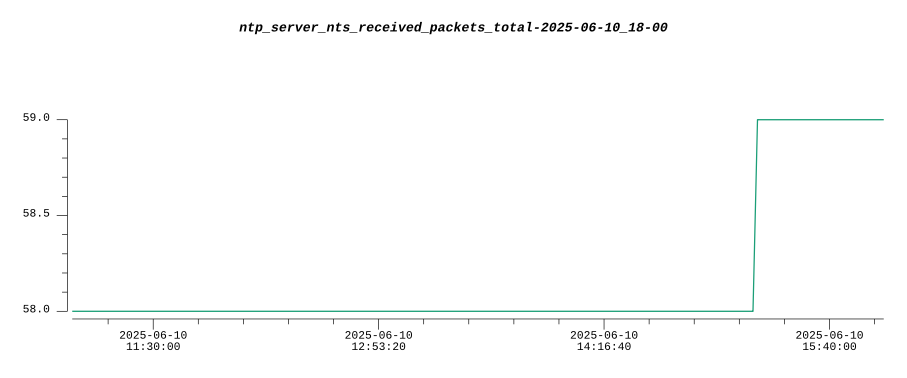 ntp_server_nts_received_packets_total-2025-06-10_18-00
59.0
58.5
58.0
2025-06-10 2025-06-10 2025-06-10 2025-06-10
11:30:00 12:53:20 14:16:40 15:40:00